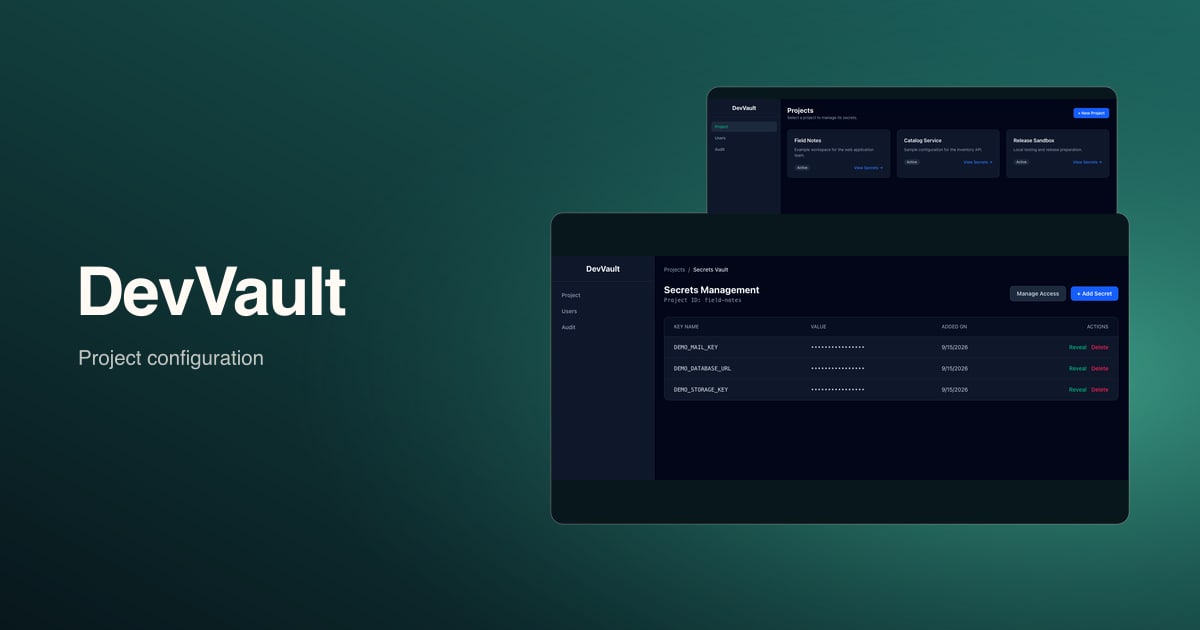 DevVault
Project configuration
DevVault
Project
Users
Audit
Projects
Select a project to manage its secrets.
+ New Project
Field Notes
Example workspace for the web application
team.
Active
View Secrets →
Catalog Service
Sample configuration for the inventory API.
Active
View Secrets →
Release Sandbox
Local testing and release preparation.
Active
View Secrets →
DevVault
Project
Users
Audit
Projects / Secrets Vault
Secrets Management
Project ID: field-notes
Manage Access
+ Add Secret
KEY NAME VALUE ADDED ON ACTIONS
DEMO_MAIL_KEY ••••••••••••••• 9/15/2026 Reveal Delete
DEMO_DATABASE_URL ••••••••••••••• 9/15/2026 Reveal Delete
DEMO_STORAGE_KEY ••••••••••••••• 9/15/2026 Reveal Delete